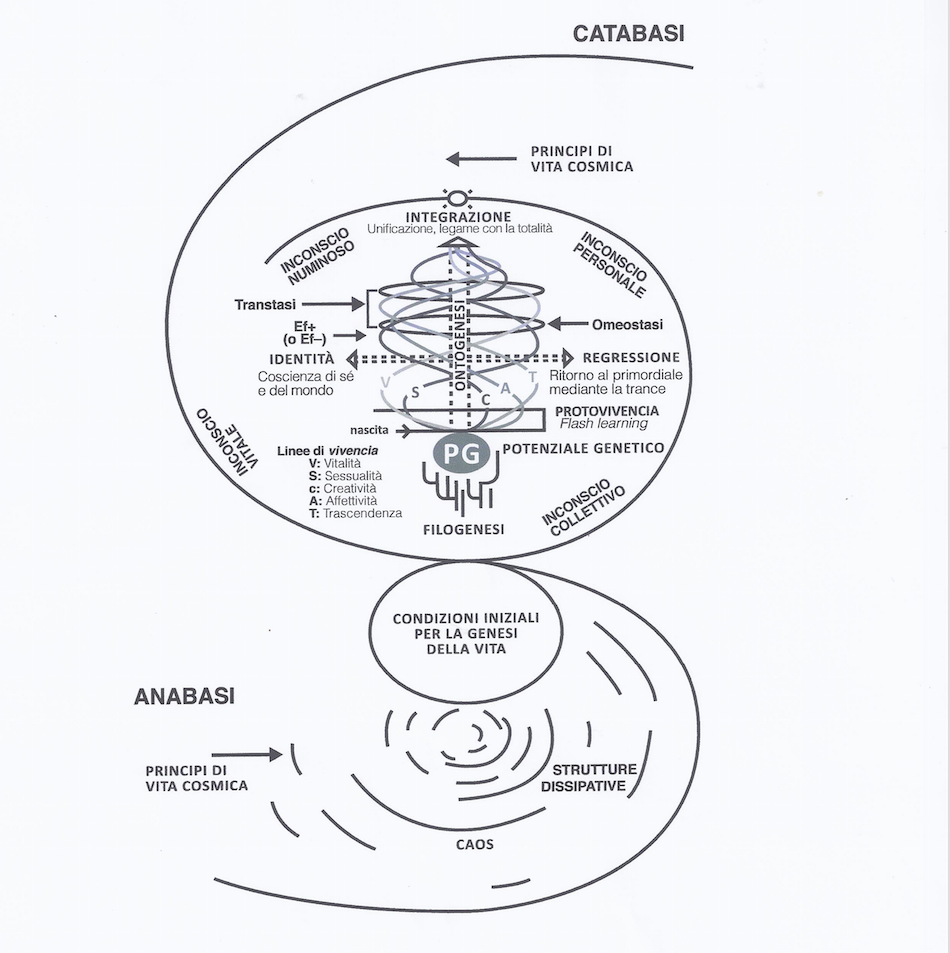 CATABASI
PRINCIPI DI
VITA COSMICA
INTEGRAZIONE
Unificazione, legame con la totalità
INCONSCIO
NUMINOSO
INCONSCIO
PERSONALE
Transtasi
ONTOGENESI
Ef+
(o Ef–)
Omeostasi
IDENTITÀ
Coscienza di sé
e del mondo
REGRESSIONE
Ritorno al primordiale
mediante la trance
V
S
C
A
T
PROTOVIVENCIA
Flash learning
nascita
INCONSCIO
VITALE
PG
POTENZIALE GENETICO
Linee di vivencia
V: Vitalità
S: Sessualità
c: Creatività
A: Affettività
T: Trascendenza
FILOGENESI
INCONSCIO
COLLETTIVO
CONDIZIONI INIZIALI
PER LA GENESI
DELLA VITA
ANABASI
PRINCIPI DI
VITA COSMICA
STRUTTURE
DISSIPATIVE
CAOS